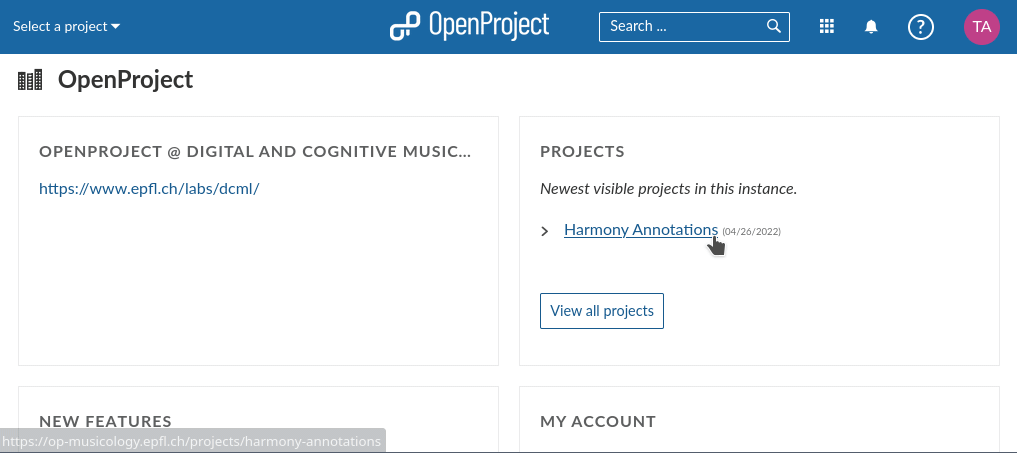 Select a project
OpenProject
Search ...
?
TA
OpenProject
OPENPROJECT @ DIGITAL AND COGNITIVE MUSIC...
https://www.epfl.ch/labs/dcml/
PROJECTS
Newest visible projects in this instance.
Harmony Annotations (04/26/2022)
View all projects
NEW FEATURES
MY ACCOUNT
https://op-musicology.epfl.ch/projects/harmony-annotations